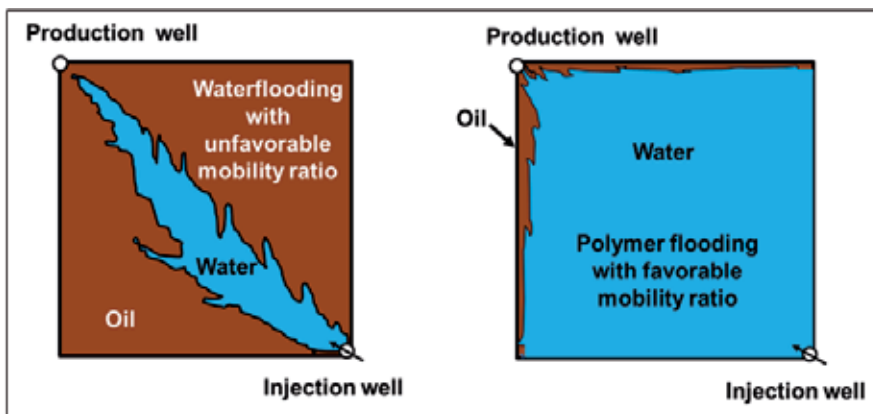 Production well
Waterflooding
with
unfavorable
mobility ratio
Water
Oil
Injection well
Production well
Oil
Water
Polymer flooding
with favorable
mobility ratio
Injection well